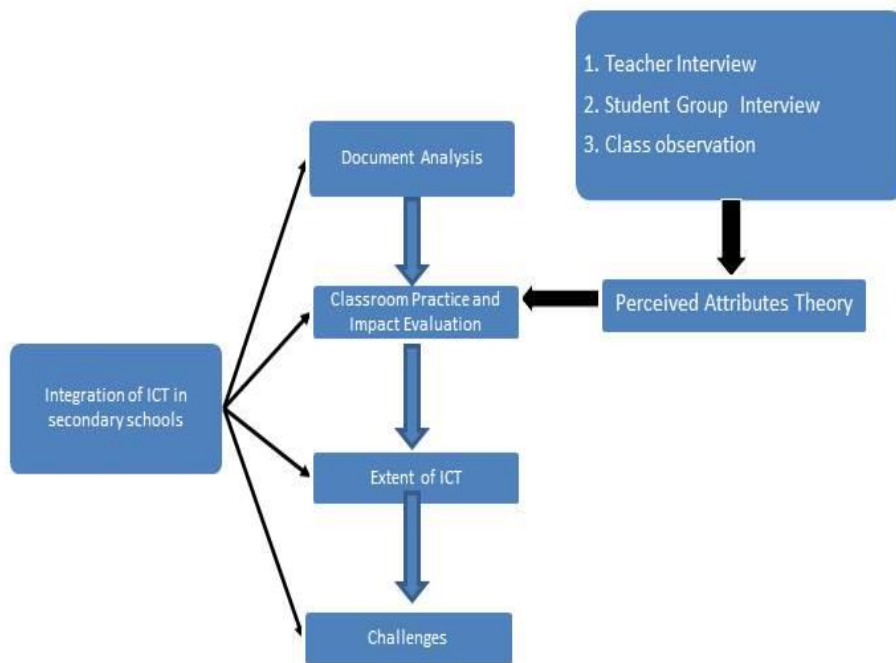 1. Teacher Interview
2. Student Group Interview
3. Class observation
Document Analysis
Classroom Practice and
Impact Evaluation
Perceived Attributes Theory
Integration of ICT in
secondary schools
Extent of ICT
Challenges